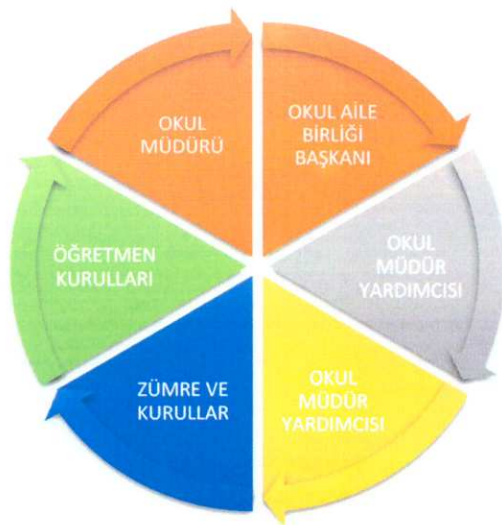 OKUL
MÜDÜRÜ
OKUL AİLE
BİRLİĞİ
BAŞKANI
OKUL
MÜDÜR
YARDIMCISI
OKUL
MÜDÜR
YARDIMCISI
ZÜMRE VE
KURULLAR
ÖĞRETMEN
KURULLARI